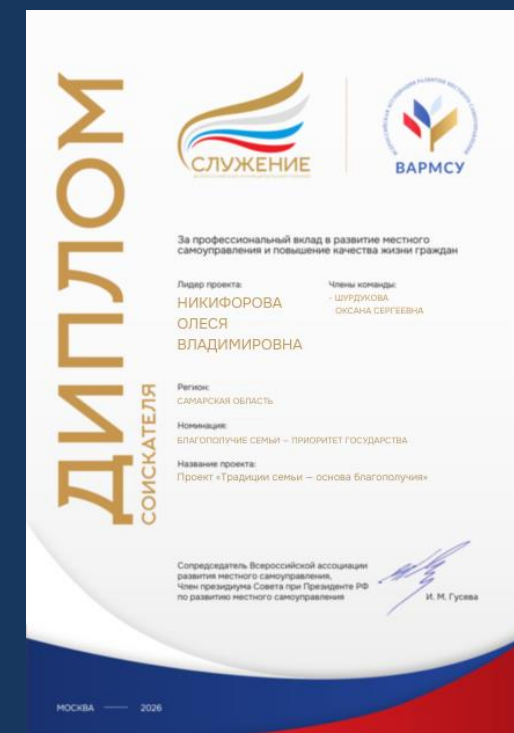 ДИПЛОМ
СОИСКАТЕЛЯ
СЛУЖЕНИЕ
ВАРМСУ
За профессиональный вклад в развитие местного
самоуправления и повышение качества жизни граждан
Лидер проекта:
НИКИФОРОВА
ОЛЕСЯ
ВЛАДИМИРОВНА
Члены команды:
- ШУРДУКОВА
ОКСАНА СЕРГЕЕВНА
Регион:
САМАРСКАЯ ОБЛАСТЬ
Номинация:
БЛАГОПОЛУЧИЕ СЕМЬИ – ПРИОРИТЕТ ГОСУДАРСТВА
Название проекта:
Проект «Традиции семьи — основа благополучия»
Сопредседатель Всероссийской ассоциации
развития местного самоуправления,
Член президиума Совета при Президенте РФ
по развитию местного самоуправления
И. М. Гусева
МОСКВА — 2026